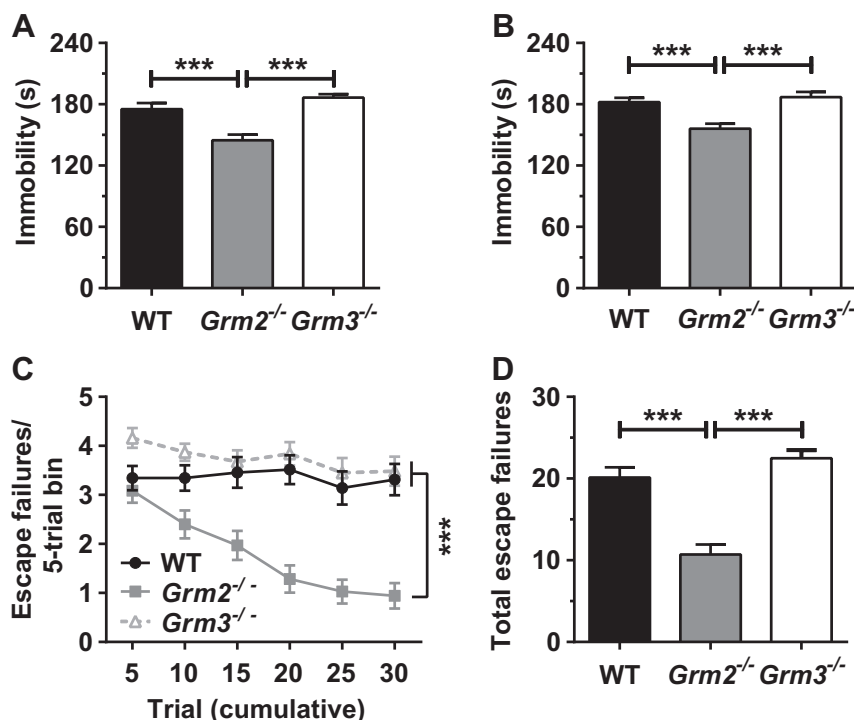 A
Immobility (s)
240
180
120
60
0
***
***
WT
Grm2-/-
Grm3-/-
B
Immobility (s)
240
180
120
60
0
***
***
WT
Grm2-/-
Grm3-/-
C
Escape failures/
5-trial bin
5
4
3
2
1
0
WT
Grm2-/-
Grm3-/-
***
5 10 15 20 25 30
Trial (cumulative)
D
Total escape failures
30
20
10
0
***
***
WT
Grm2-/-
Grm3-/-